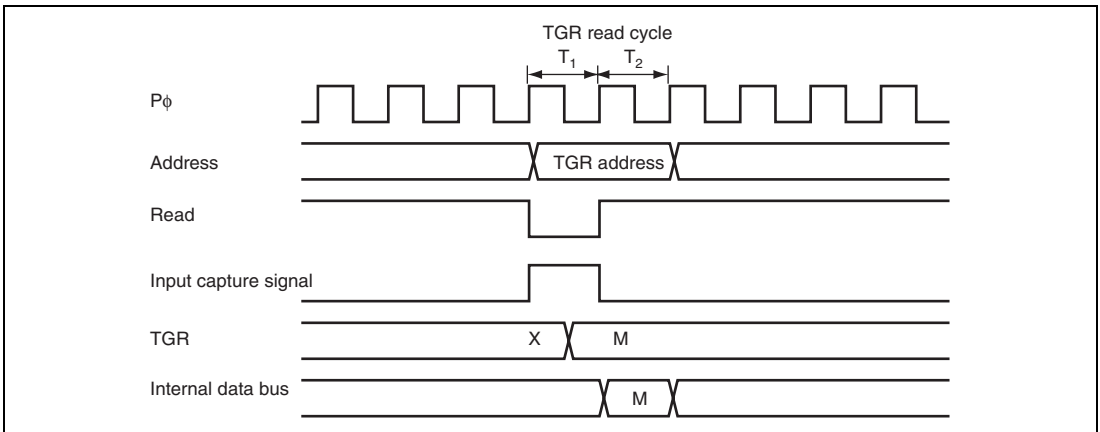 TGR read cycle
T1 T2
Pϕ
Address TGR address
Read
Input capture signal
TGR X M
Internal data bus M